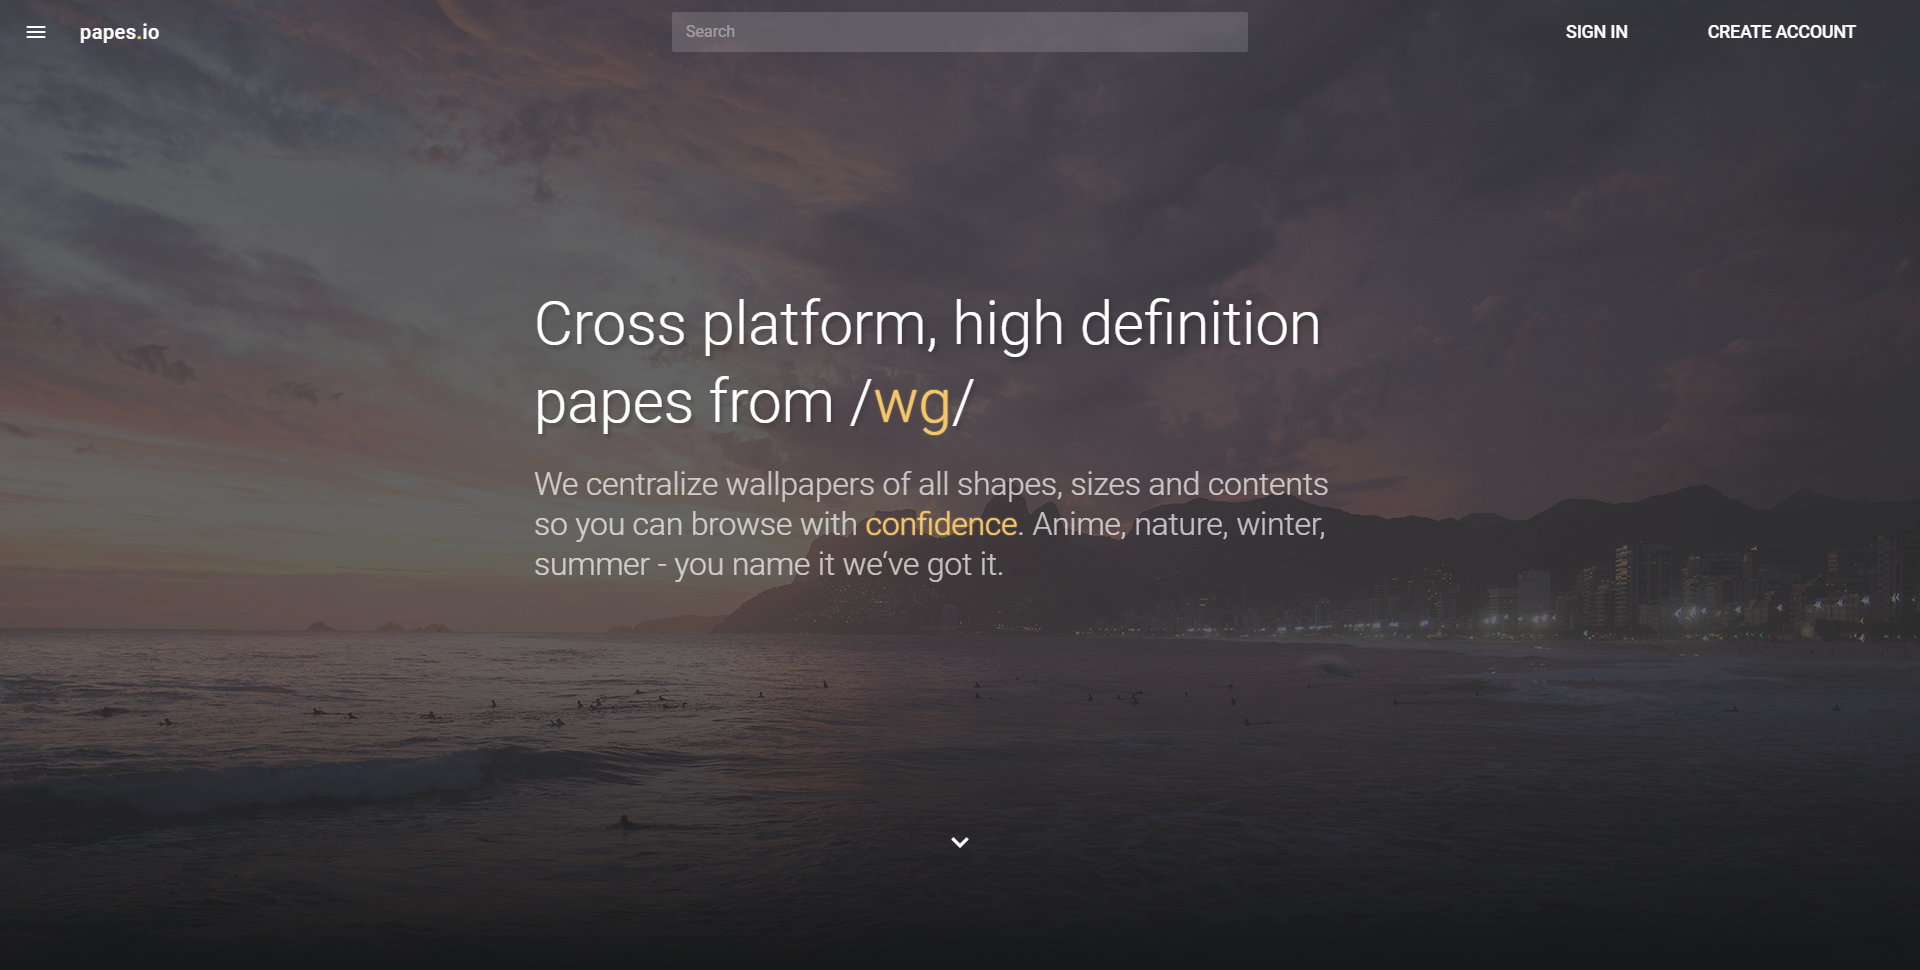 papes.io
Search
SIGN IN
CREATE ACCOUNT
Cross platform, high definition
papes from /wg/
We centralize wallpapers of all shapes, sizes and contents
so you can browse with confidence. Anime, nature, winter,
summer - you name it we‘ve got it.